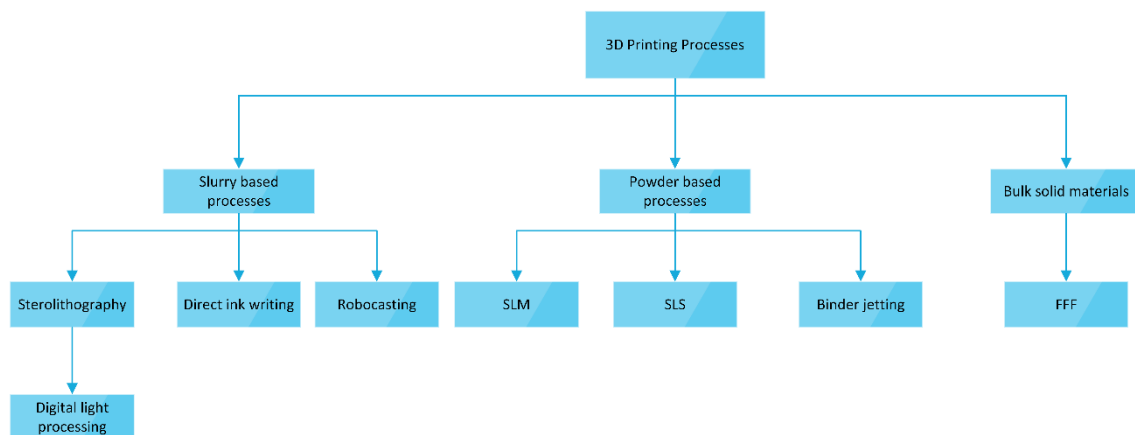 3D Printing Processes
Slurry based
processes
Powder based
processes
Bulk solid materials
Sterolithography
Direct ink writing
Robocasting
SLM
SLS
Binder jetting
FFF
Digital light
processing